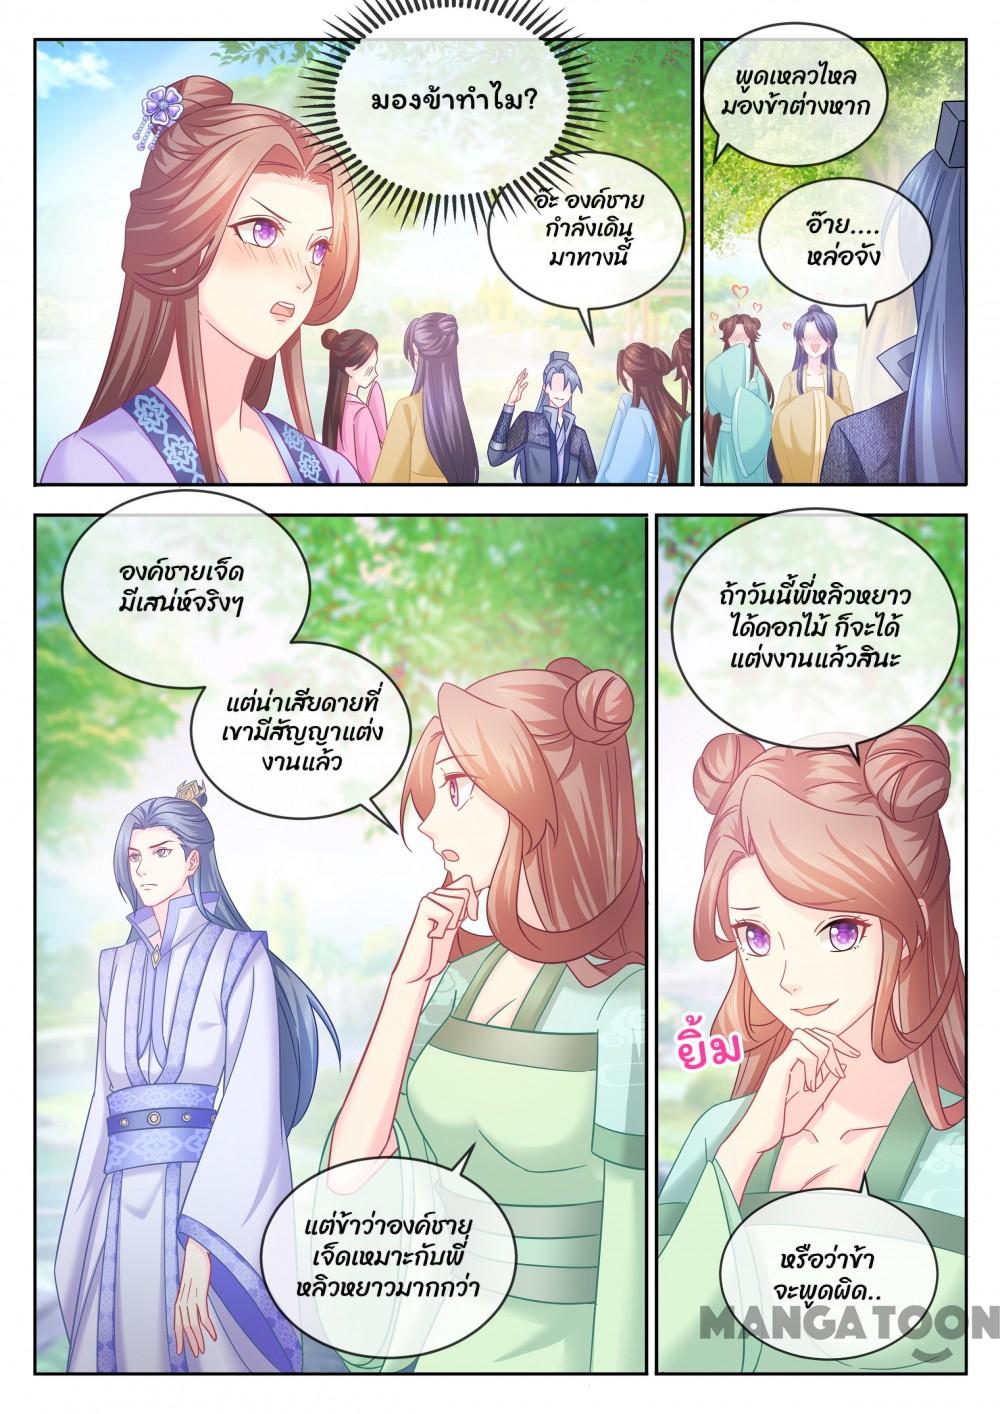 มองข้าทำไม?
อ๊ะ องค์ชาย
กำลังเดิน
มาทางนี้
พูดเหลวไหล
มองข้าต่างหาก
อ๊าย....
หล่อจัง
องค์ชายเจ็ด
มีเสน่ห์จริงๆ
แต่น่าเสียดายที่
เขามีสัญญาแต่ง
งานแล้ว
แต่ข้าว่าองค์ชาย
เจ็ดเหมาะกับพี่
หลิวหยาวมากกว่า
ถ้าวันนี้พี่หลิวหยาว
ได้ดอกไม้ ก็จะได้
แต่งงานแล้วสินะ
ยิ้ม
หรือว่าข้า
จะพูดผิด..
MANGATOON